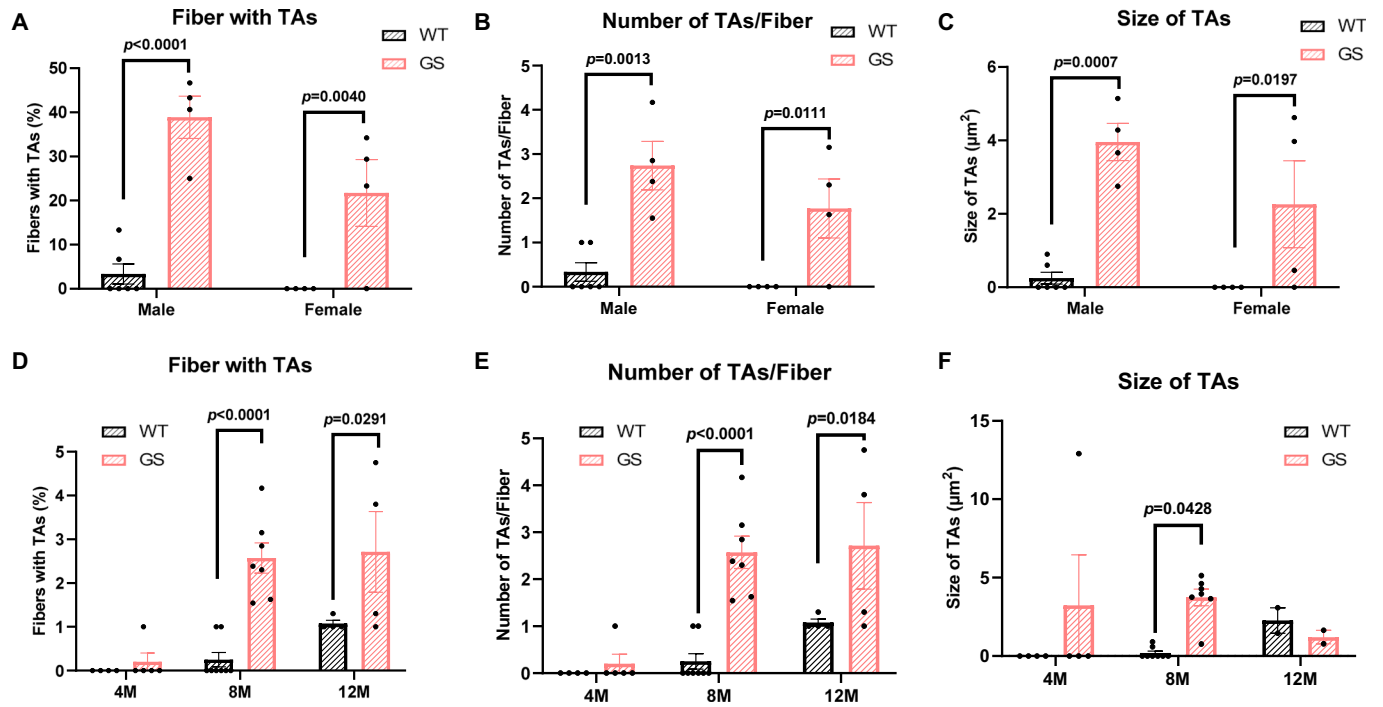 A
Fiber with TAs
WT
GS
p<0.0001
p=0.0040
Fibers with TAs (%)
50
40
30
20
10
0
Male
Female
B
Number of TAs/Fiber
WT
GS
p=0.0013
p=0.0111
Number of TAs/Fiber
5
4
3
2
1
0
Male
Female
C
Size of TAs
WT
GS
p=0.0007
p=0.0197
Size of TAs (µm²)
6
4
2
0
Male
Female
D
Fiber with TAs
WT
GS
p<0.0001
p=0.0291
Fibers with TAs (%)
5
4
3
2
1
0
4M
8M
12M
E
Number of TAs/Fiber
WT
GS
p<0.0001
p=0.0184
Number of TAs/Fiber
5
4
3
2
1
0
4M
8M
12M
F
Size of TAs
WT
GS
p=0.0428
Size of TAs (µm²)
15
10
5
0
4M
8M
12M